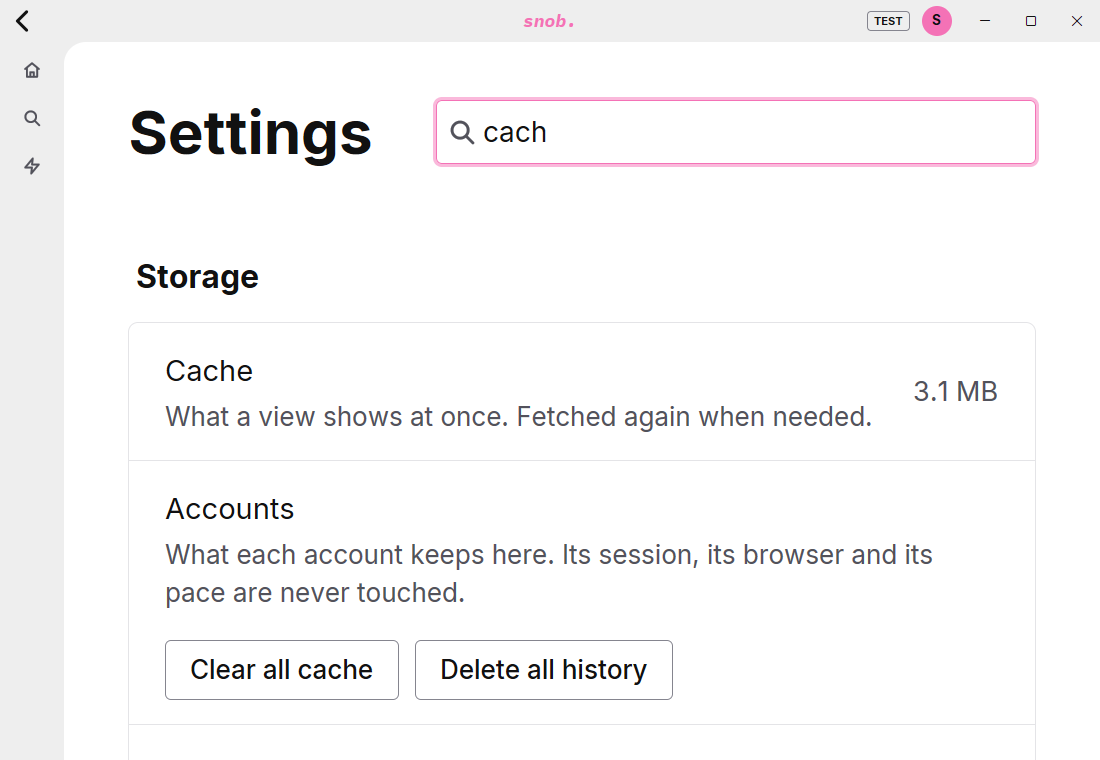 snob.
TEST
S
Settings
cach
Storage
Cache
What a view shows at once. Fetched again when needed.
3.1 MB
Accounts
What each account keeps here. Its session, its browser and its
pace are never touched.
Clear all cache
Delete all history